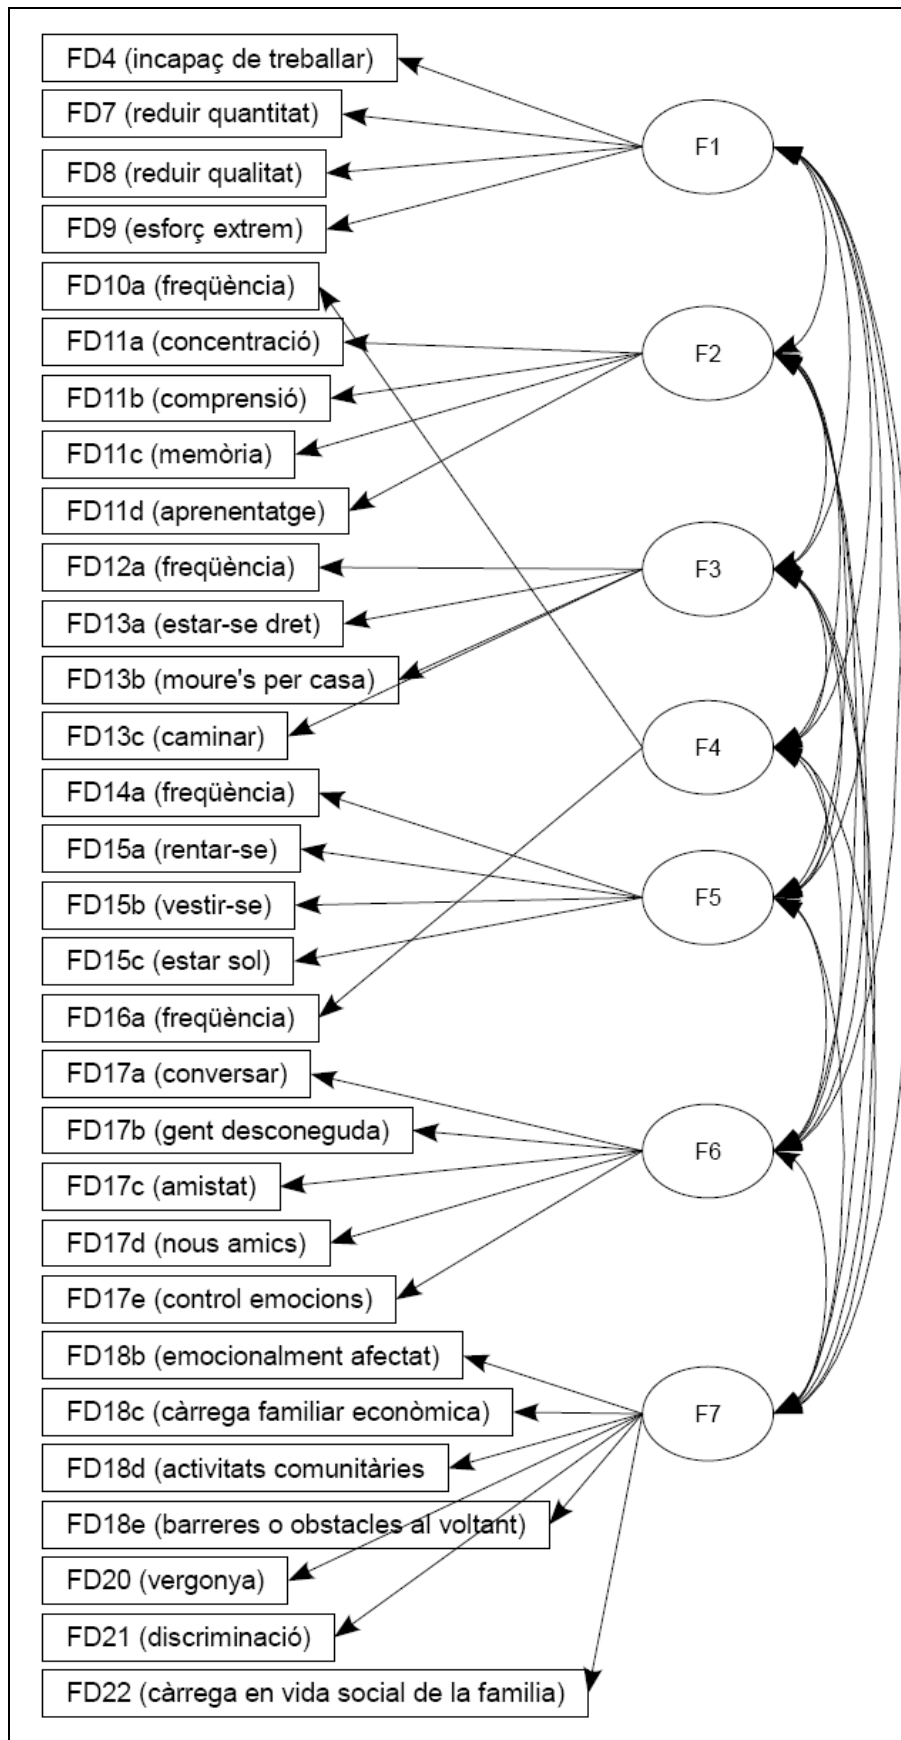 FD4 (incapaç de treballar)
FD7 (reduir quantitat)
FD8 (reduir qualitat)
FD9 (esforç extrem)
FD10a (freqüència)
FD11a (concentració)
FD11b (comprensió)
FD11c (memòria)
FD11d (aprenentatge)
FD12a (freqüència)
FD13a (estar-se dret)
FD13b (moure's per casa)
FD13c (caminar)
FD14a (freqüència)
FD15a (rentar-se)
FD15b (vestir-se)
FD15c (estar sol)
FD16a (freqüència)
FD17a (conversar)
FD17b (gent desconeguda)
FD17c (amistat)
FD17d (nous amics)
FD17e (control emocions)
FD18b (emocionalment afectat)
FD18c (càrrega familiar econòmica)
FD18d (activitats comunitàries
FD18e (barreres o obstacles al voltant)
FD20 (vergonya)
FD21 (discriminació)
FD22 (càrrega en vida social de la familia)
F1
F2
F3
F4
F5
F6
F7